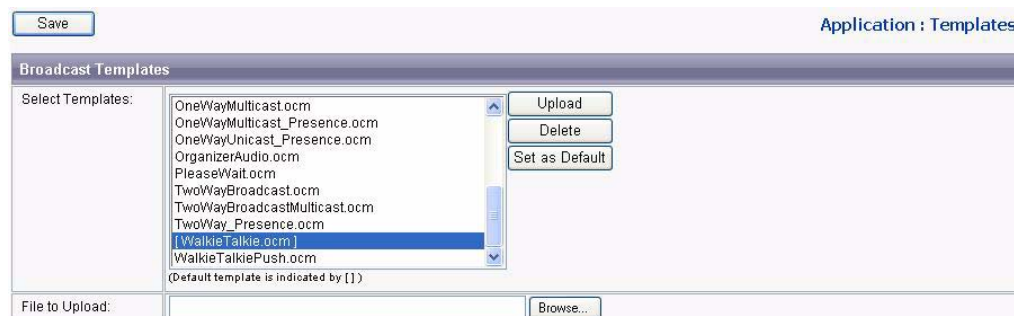 Save
Application : Templates
Broadcast Templates
Select Templates:
OneWayMulticast.ocm
OneWayMulticast_Presence.ocm
OneWayUnicast_Presence.ocm
OrganizerAudio.ocm
PleaseWait.ocm
TwoWayBroadcast.ocm
TwoWayBroadcastMulticast.ocm
TwoWay_Presence.ocm
[ WalkieTalkie.ocm ]
WalkieTalkiePush.ocm
(Default template is indicated by [ ] )
Upload
Delete
Set as Default
File to Upload:
Browse...